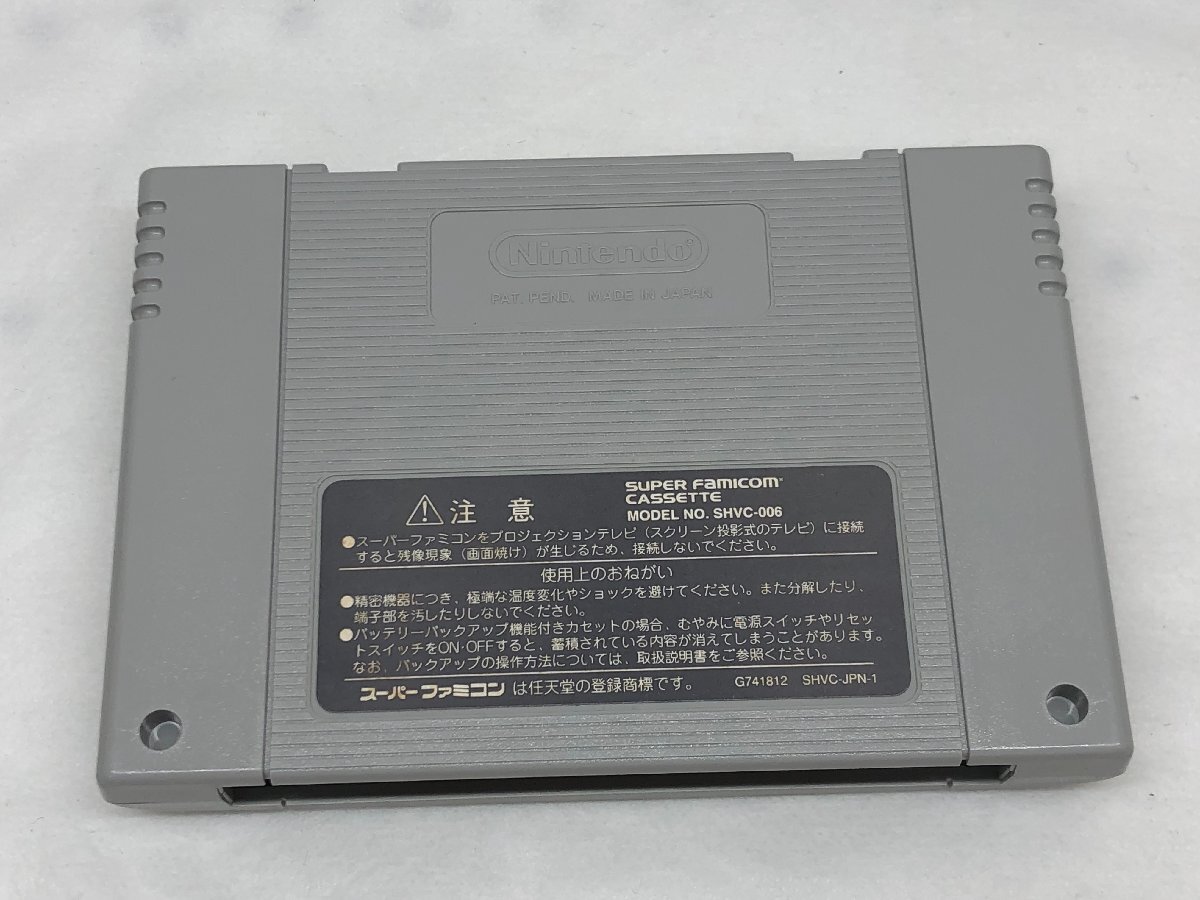 Nintendo®
PAT. PEND. MADE IN JAPAN
注 意
SUPER FAMICOM™
CASSETTE
MODEL NO. SHVC-006
●スーパーファミコンをプロジェクションテレビ（スクリーン投影式のテレビ）に接続
すると残像現象（画面焼け）が生じるため、接続しないでください。
使用上のおねがい
●精密機器につき、極端な温度変化やショックを避けてください。また分解したり、
端子部を汚したりしないでください。
●バッテリーバックアップ機能付きカセットの場合、むやみに電源スイッチやリセッ
トスイッチをON・OFFすると、蓄積されている内容が消えてしまうことがあります。
なお、バックアップの操作方法については、取扱説明書をご参照ください。
スーパーファミコン は任天堂の登録商標です。 G741812 SHVC-JPN-1